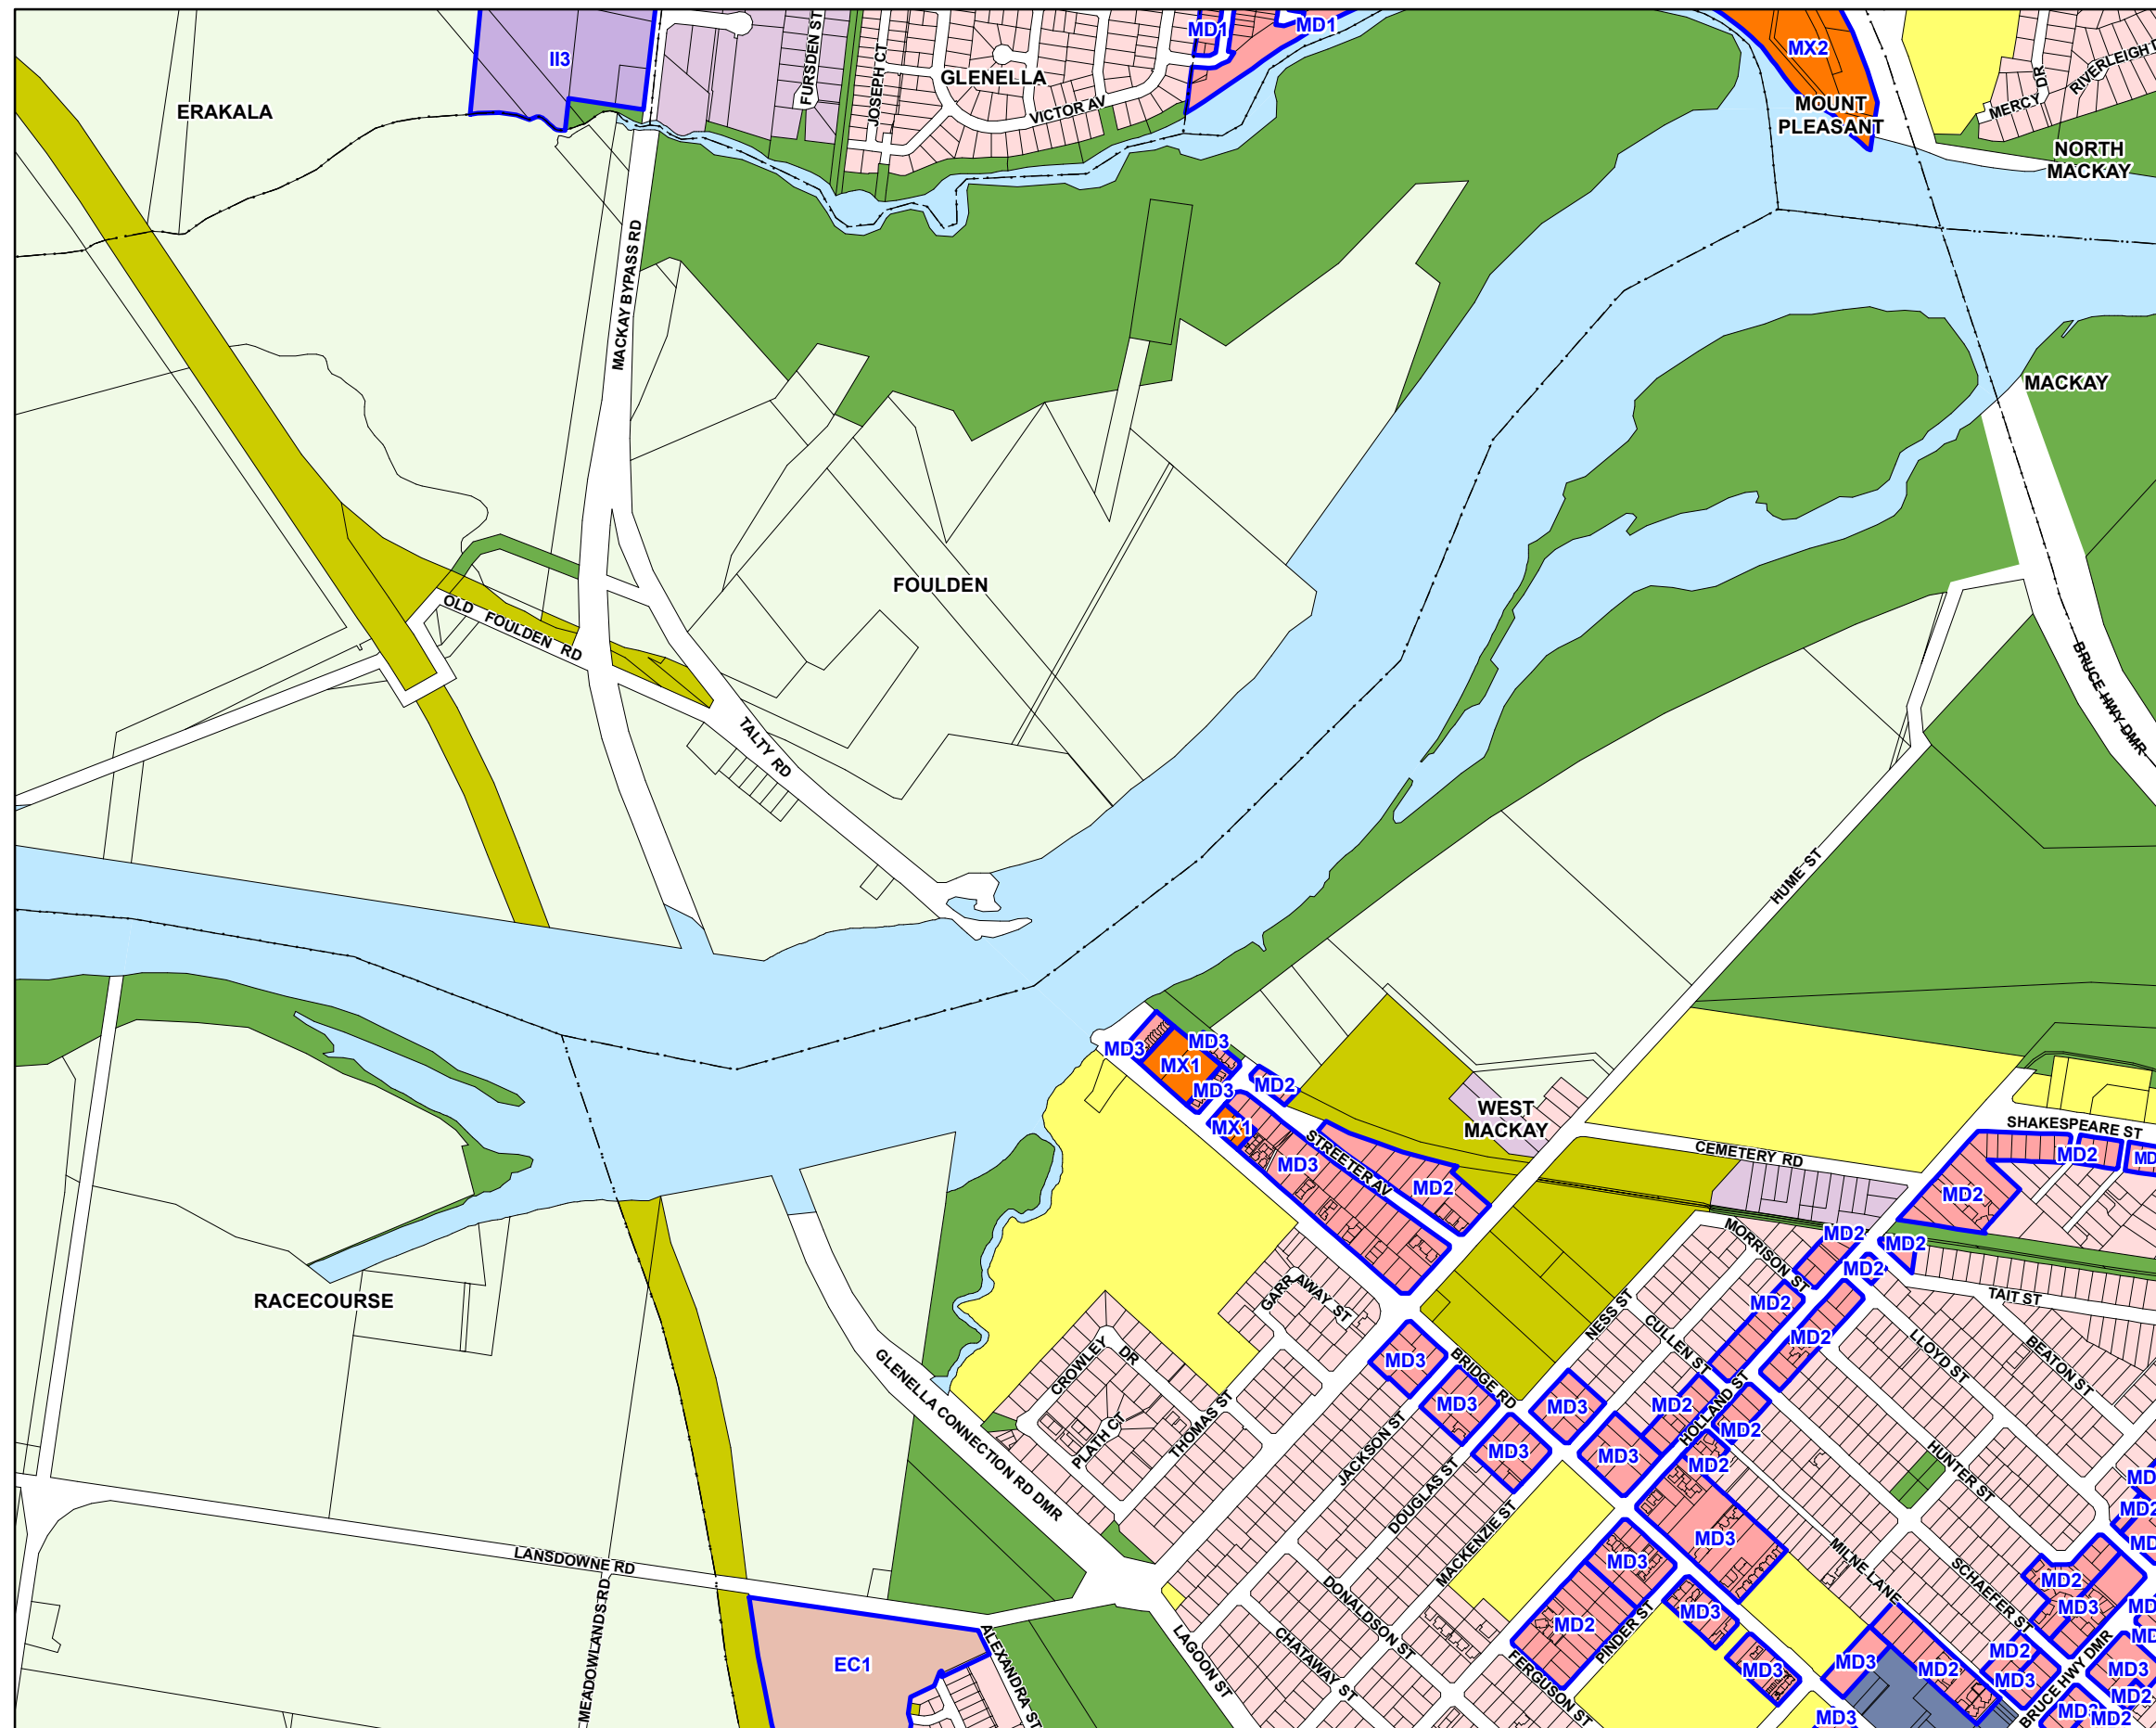 II3
MD1
MD1
MX2
ERAKALA
FURSDEN ST
JOSEPH CT
GLENELLA
VICTOR AV
MOUNT
PLEASANT
MERCY DR
NORTH
MACKAY
MACKAY BYPASS RD
MACKAY
FOULDEN
OLD FOULDEN RD
TALTY RD
BRUCE HWY DMR
HUME ST
MD3
MD3
MX1
MD3
MD2
MX1
WEST
MACKAY
STREETER AV
MD3
MD2
CEMETERY RD
SHAKESPEARE ST
MD2
MD2
MORRISON ST
MD2
MD2
MD2
RACECOURSE
GARRAWAY ST
TAIT ST
NESS ST
MD2
MD2
CULLEN ST
LLOYD ST
BEATON ST
CROWLEY DR
GLENELLA CONNECTION RD DMR
MD3
BRIDGE RD
MD3
MD3
MD2
HOLLAND ST
MD2
PLATH CT
THOMAS ST
JACKSON ST
MD3
MD3
MD2
HUNTER ST
DOUGLAS ST
MACKENZIE ST
MD3
MD2
LANSDOWNE RD
MEADOWLANDS RD
MD3
MILNE LANE
SCHAEFER ST
MD2
MD3
DONALDSON ST
MD3
MD2
PINDER ST
EC1
ALEXANDRA ST
LAGOON ST
CHATAWAY ST
FERGUSON ST
MD3
MD3
MD2
MD2
MD3
MD3
BRUCE HWY DMR
MD2
MD2
MD3